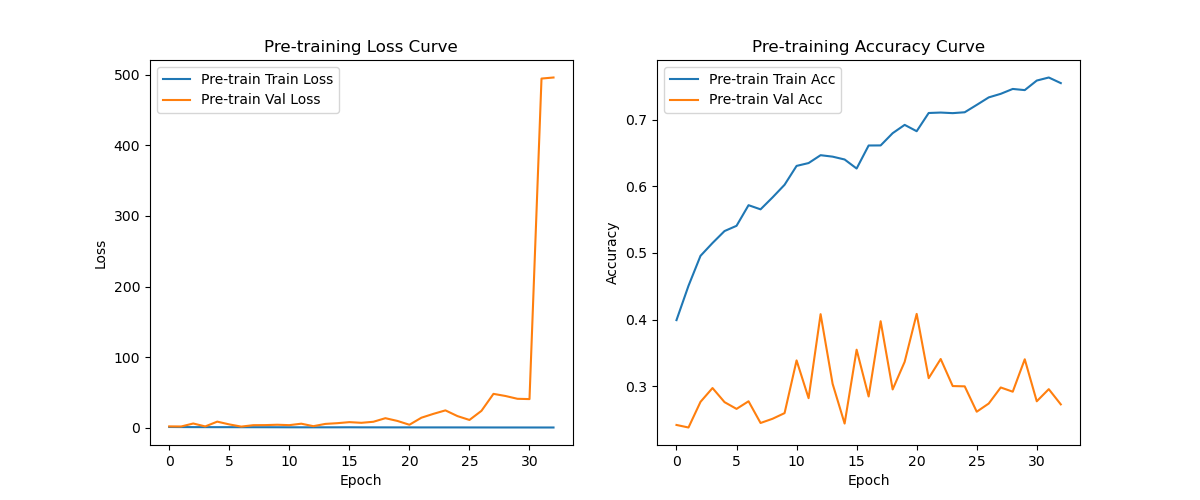 Pre-training Loss Curve
Pre-train Train Loss
Pre-train Val Loss
500
400
300
200
100
0
Loss
0 5 10 15 20 25 30
Epoch
Pre-training Accuracy Curve
Pre-train Train Acc
Pre-train Val Acc
0.7
0.6
0.5
0.4
0.3
Accuracy
0 5 10 15 20 25 30
Epoch